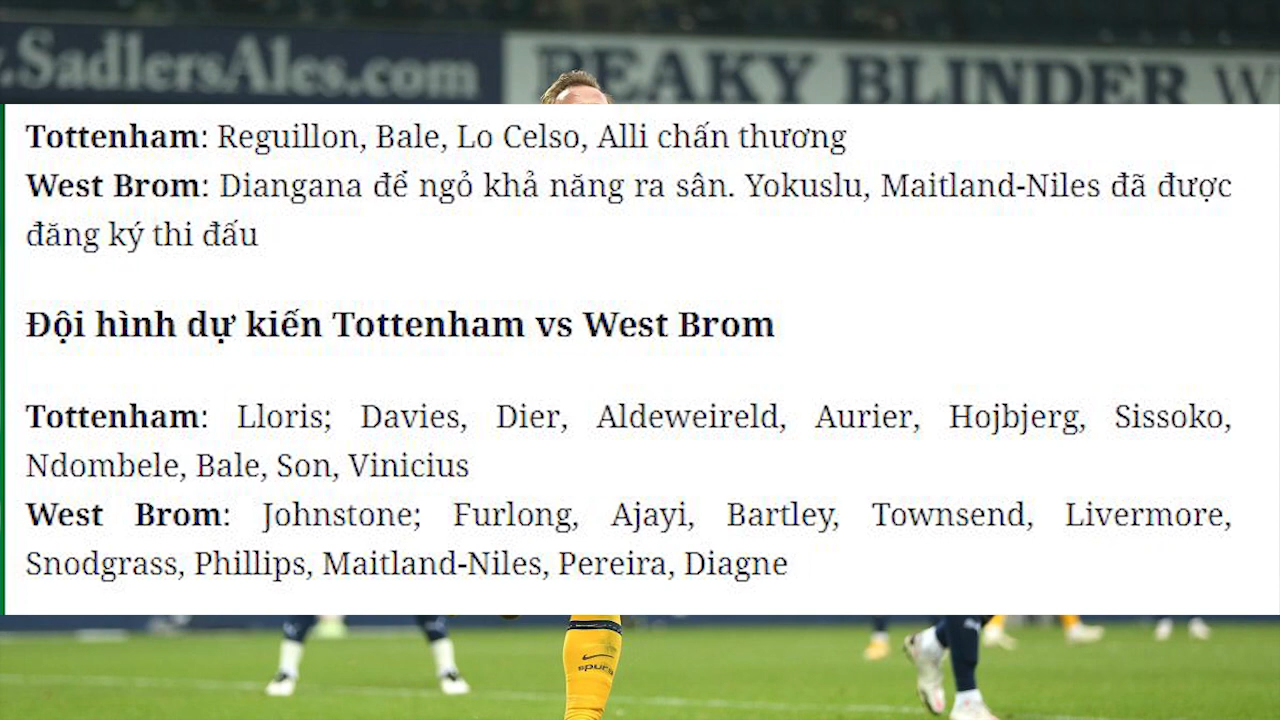 .SadlersAles.com
PEAKY BLINDER W
Tottenham: Reguillon, Bale, Lo Celso, Alli chấn thương
West Brom: Diangana để ngỏ khả năng ra sân. Yokuslu, Maitland-Niles đã được
đăng ký thi đấu
Đội hình dự kiến Tottenham vs West Brom
Tottenham: Lloris; Davies, Dier, Aldeweireld, Aurier, Hojbjerg, Sissoko,
Ndombele, Bale, Son, Vinicius
West Brom: Johnstone; Furlong, Ajayi, Bartley, Townsend, Livermore,
Snodgrass, Phillips, Maitland-Niles, Pereira, Diagne
spurs